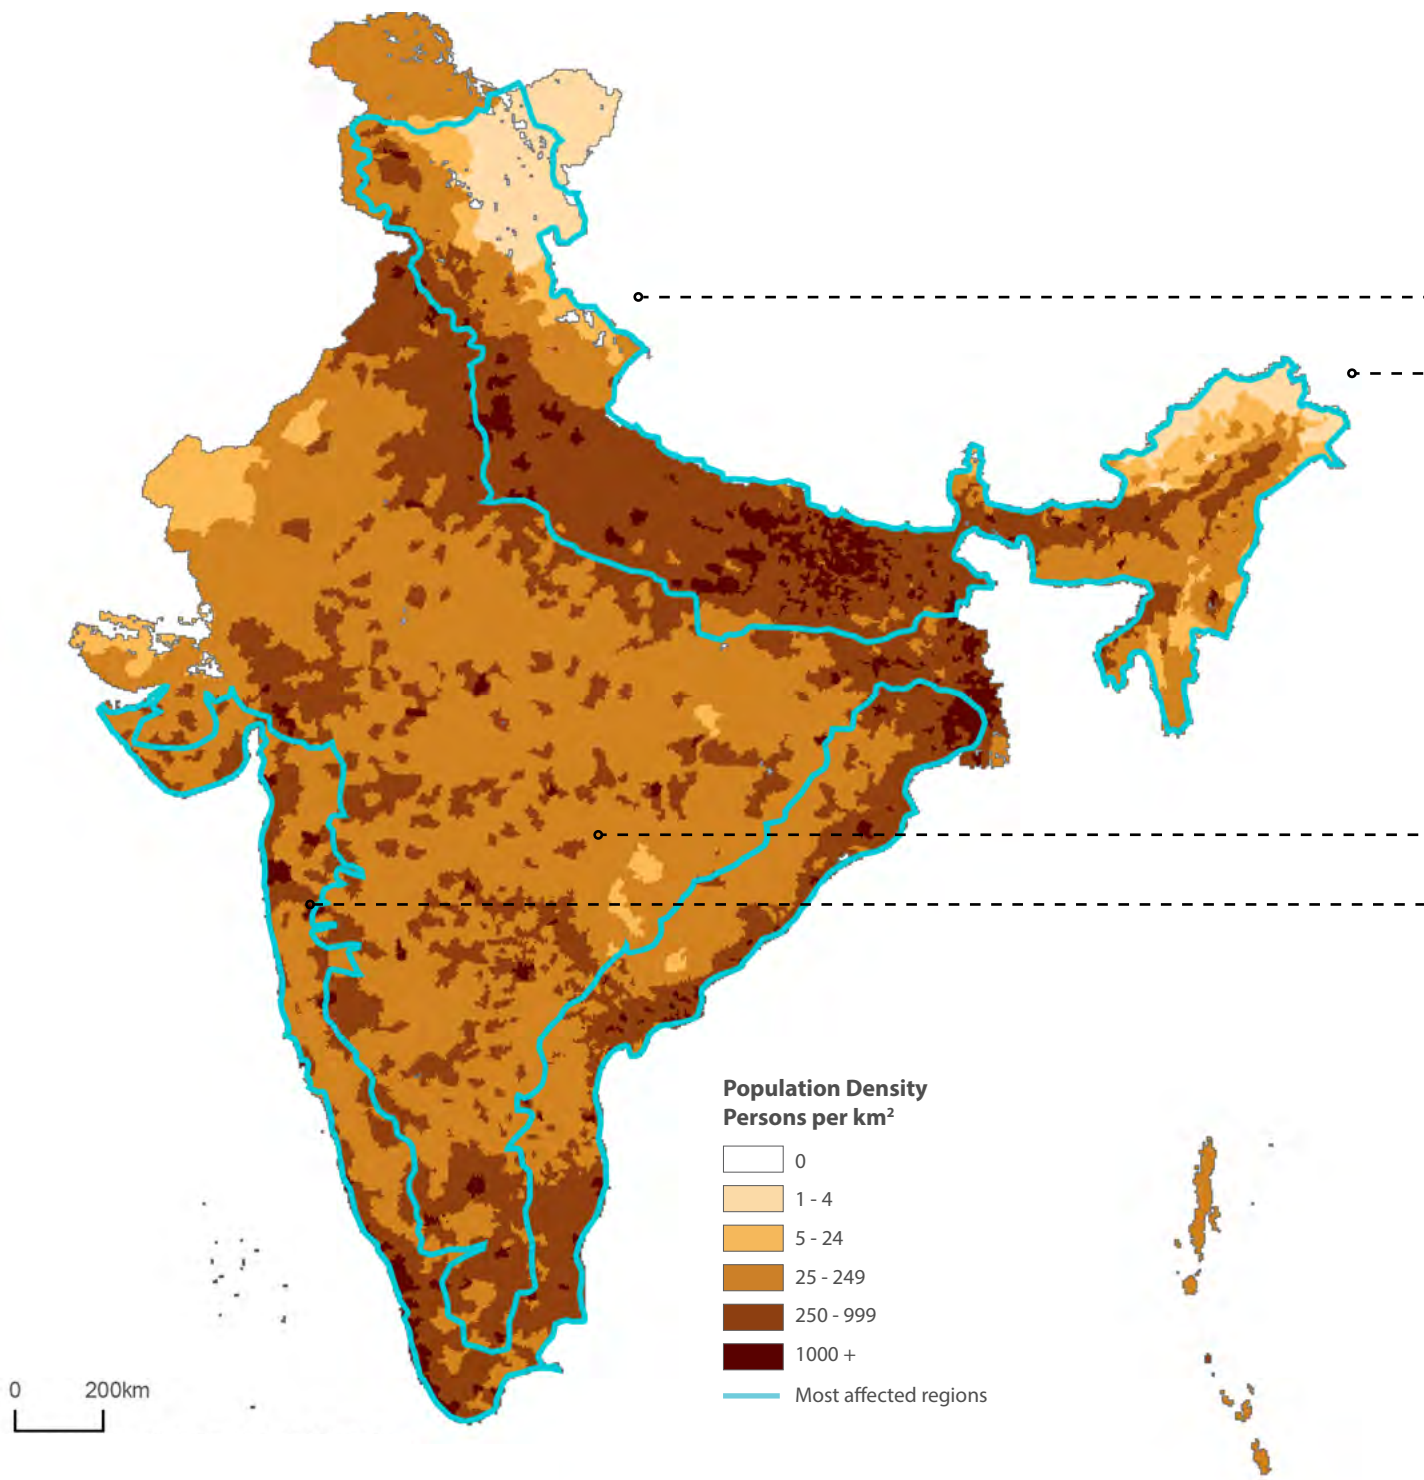 Population Density
Persons per km²
0
1 - 4
5 - 24
25 - 249
250 - 999
1000 +
Most affected regions
0 200km